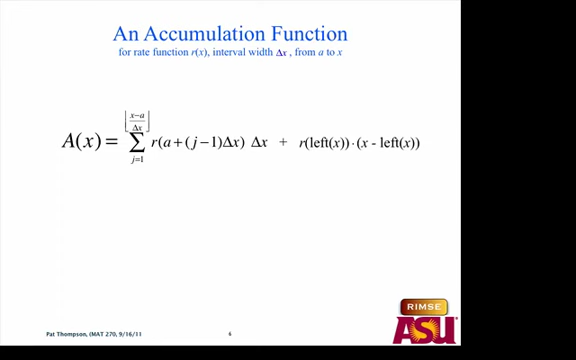 An Accumulation Function
for rate function r(x), interval width Δx , from a to x
A(x) = ∑_{j=1}^{⌊(x−a)/Δx⌋} r(a + (j −1)Δx) Δx + r(left(x)) · (x - left(x))
Pat Thompson, (MAT 270, 9/16/11
6
RIMSE
ASU